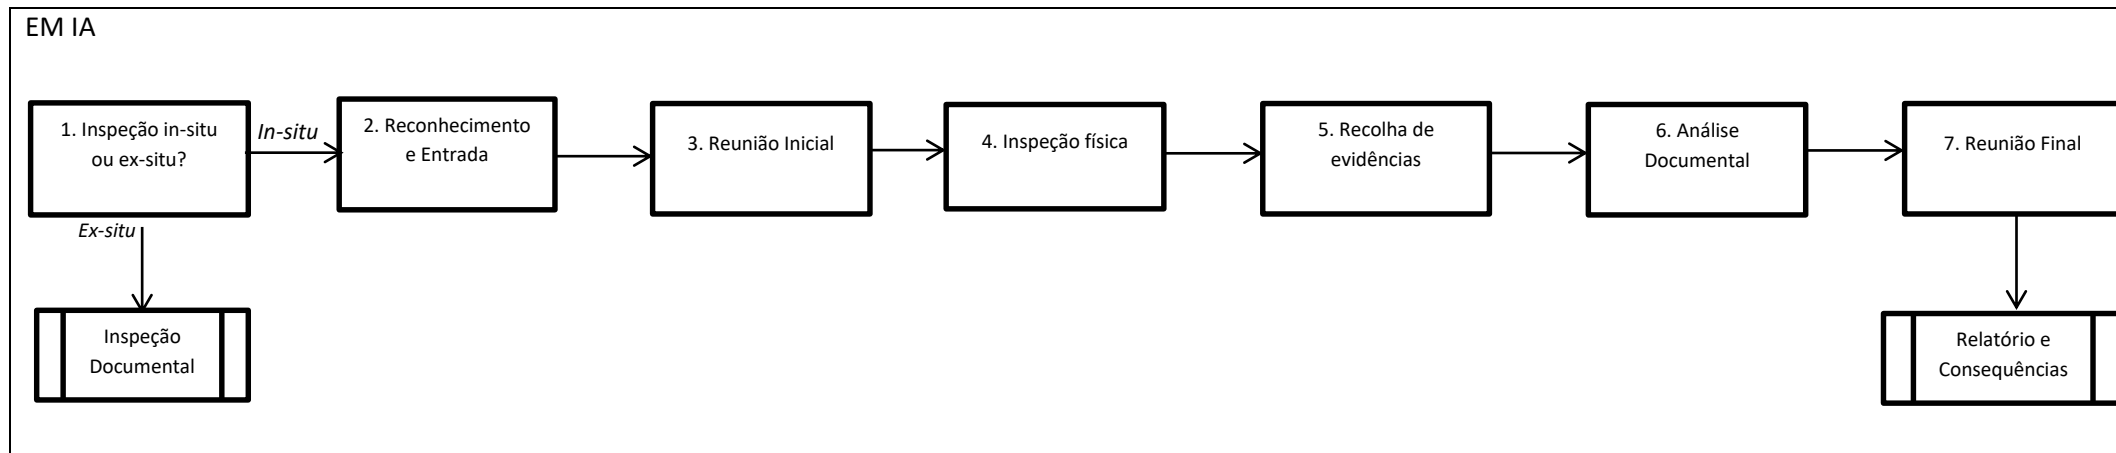 EM IA
1. Inspeção in-situ
ou ex-situ?
In-situ
2. Reconhecimento
e Entrada
3. Reunião Inicial
4. Inspeção física
5. Recolha de
evidências
6. Análise
Documental
7. Reunião Final
Ex-situ
Inspeção
Documental
Relatório e
Consequências